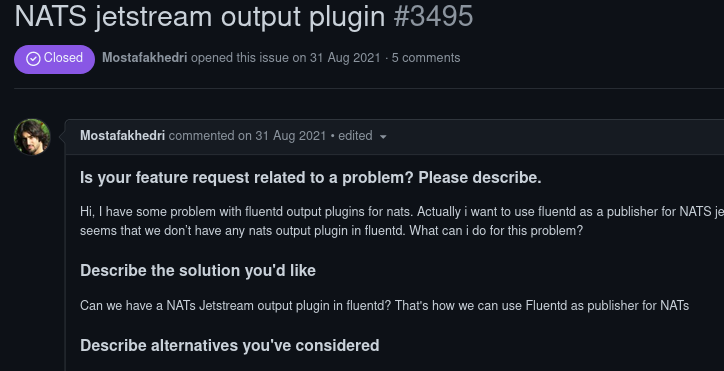 NATS jetstream output plugin #3495
Closed Mostafakhedri opened this issue on 31 Aug 2021 · 5 comments
Mostafakhedri commented on 31 Aug 2021 • edited
Is your feature request related to a problem? Please describe.
Hi, I have some problem with fluentd output plugins for nats. Actually i want to use fluentd as a publisher for NATS je
seems that we don't have any nats output plugin in fluentd. What can i do for this problem?
Describe the solution you'd like
Can we have a NATs Jetstream output plugin in fluentd? That's how we can use Fluentd as publisher for NATs
Describe alternatives you've considered